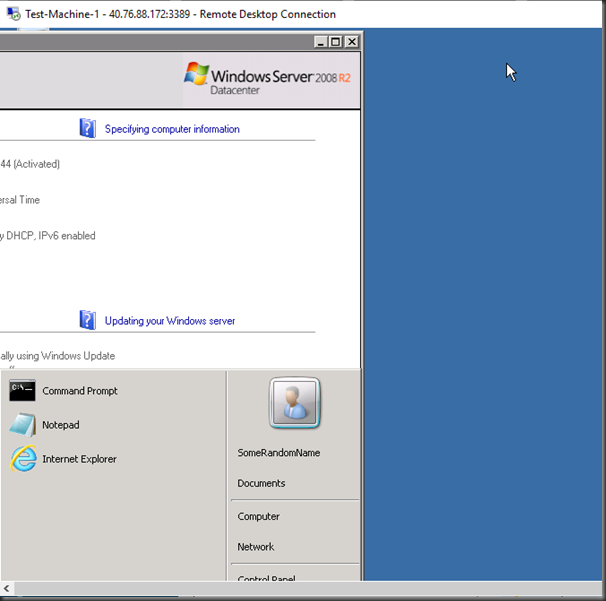 Test-Machine-1 - 40.76.88.172:3389 - Remote Desktop Connection
Windows Server 2008 R2
Datacenter
Specifying computer information
44 (Activated)
ersal Time
y DHCP, IPv6 enabled
Updating your Windows server
ally using Windows Update
C:\
Command Prompt
Notepad
Internet Explorer
SomeRandomName
Documents
Computer
Network
Control Panel